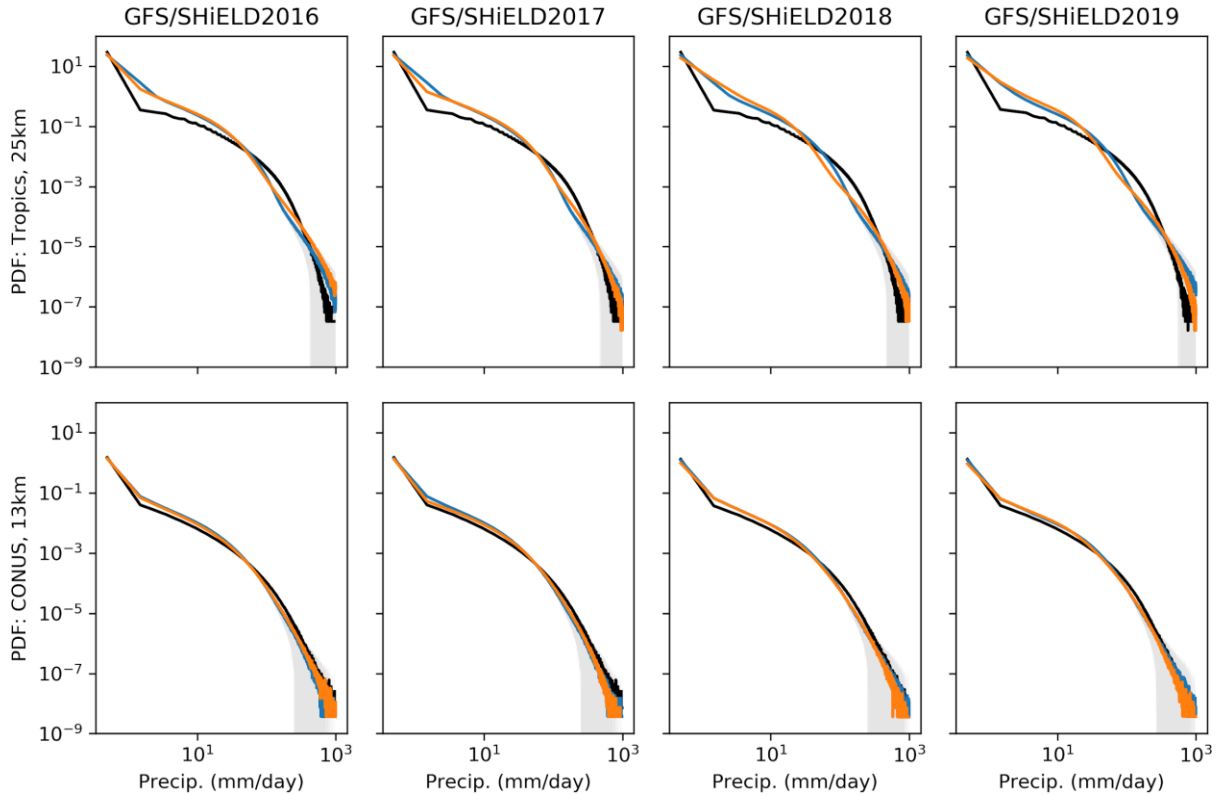 GFS/SHiELD2016 GFS/SHiELD2017 GFS/SHiELD2018 GFS/SHiELD2019
PDF: Tropics, 25km
10^1
10^-1
10^-3
10^-5
10^-7
10^-9
PDF: CONUS, 13km
10^1
10^-1
10^-3
10^-5
10^-7
10^-9
10^1 10^3 10^1 10^3 10^1 10^3 10^1 10^3
Precip. (mm/day) Precip. (mm/day) Precip. (mm/day) Precip. (mm/day)